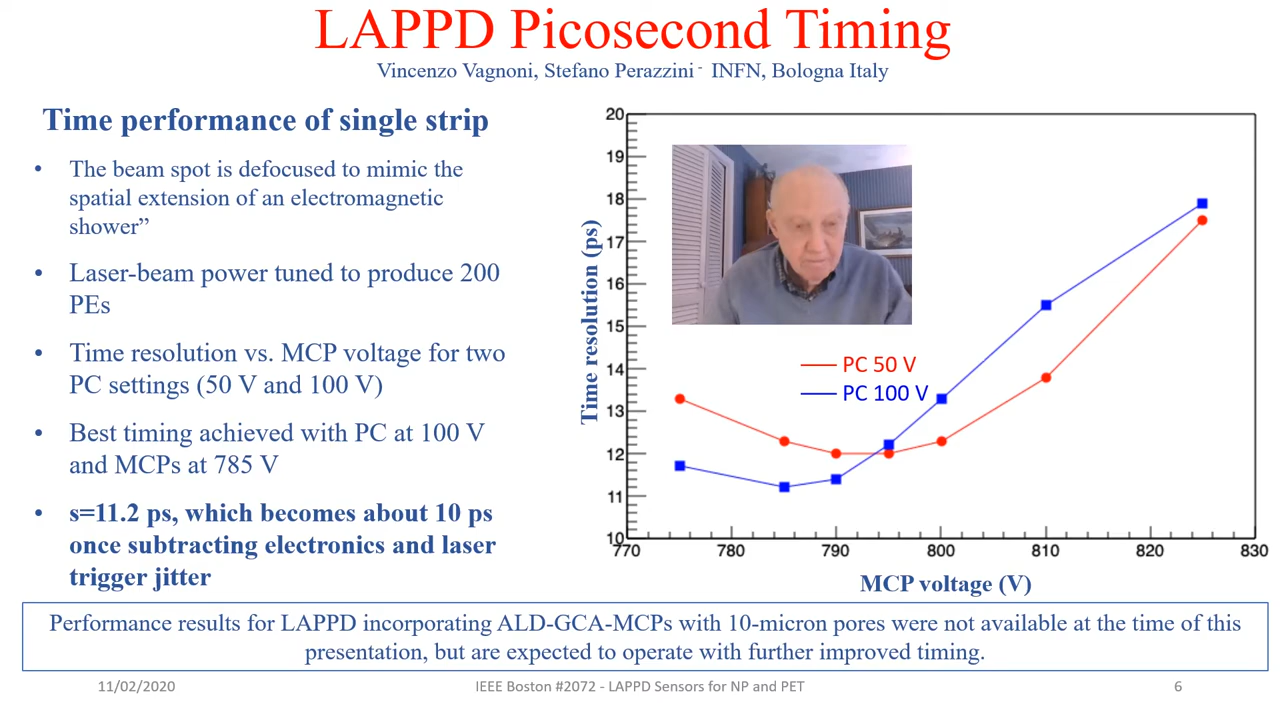 LAPPD Picosecond Timing
Vincenzo Vagnoni, Stefano Perazzini - INFN, Bologna Italy
Time performance of single strip
• The beam spot is defocused to mimic the
spatial extension of an electromagnetic
shower”
• Laser-beam power tuned to produce 200
PEs
• Time resolution vs. MCP voltage for two
PC settings (50 V and 100 V)
• Best timing achieved with PC at 100 V
and MCPs at 785 V
• s=11.2 ps, which becomes about 10 ps
once subtracting electronics and laser
trigger jitter
Time resolution (ps)
20
19
18
17
16
15
14
13
12
11
10
PC 50 V
PC 100 V
770 780 790 800 810 820 830
MCP voltage (V)
Performance results for LAPPD incorporating ALD-GCA-MCPs with 10-micron pores were not available at the time of this
presentation, but are expected to operate with further improved timing.
11/02/2020 IEEE Boston #2072 - LAPPD Sensors for NP and PET 6